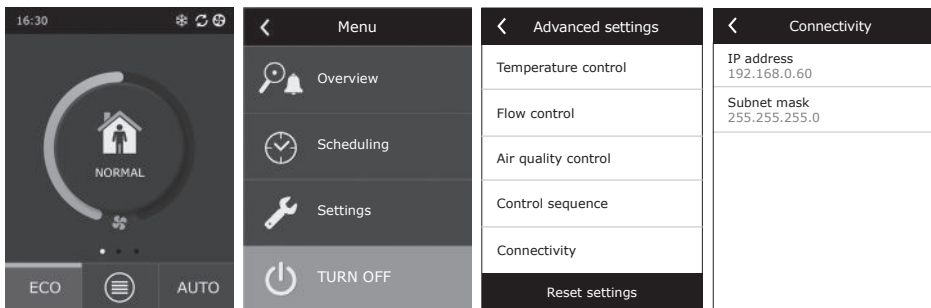 16:30
NORMAL
ECO
AUTO
Menu
Overview
Scheduling
Settings
TURN OFF
Advanced settings
Temperature control
Flow control
Air quality control
Control sequence
Connectivity
Reset settings
Connectivity
IP address
192.168.0.60
Subnet mask
255.255.255.0